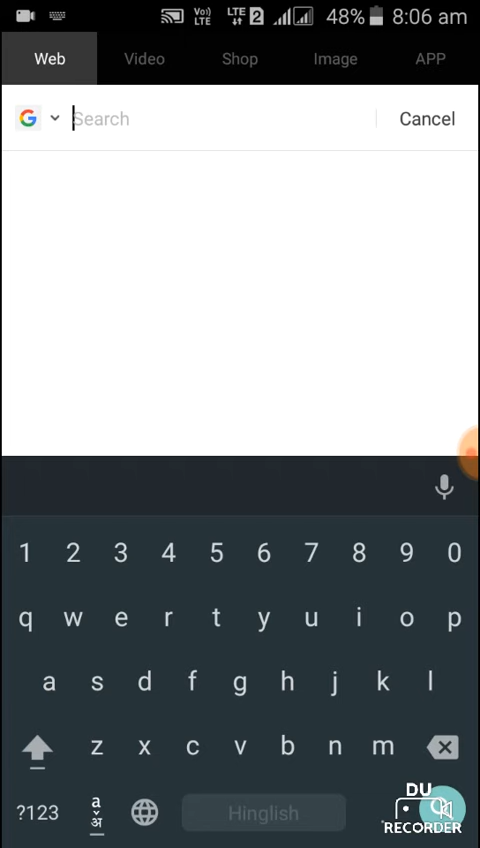 Vo))
LTE
LTE 2 48% 8:06 am
Web Video Shop Image APP
G Search Cancel
1 2 3 4 5 6 7 8 9 0
q w e r t y u i o p
a s d f g h j k l
z x c v b n m
?123 a अ Hinglish .
DU
RECORDER